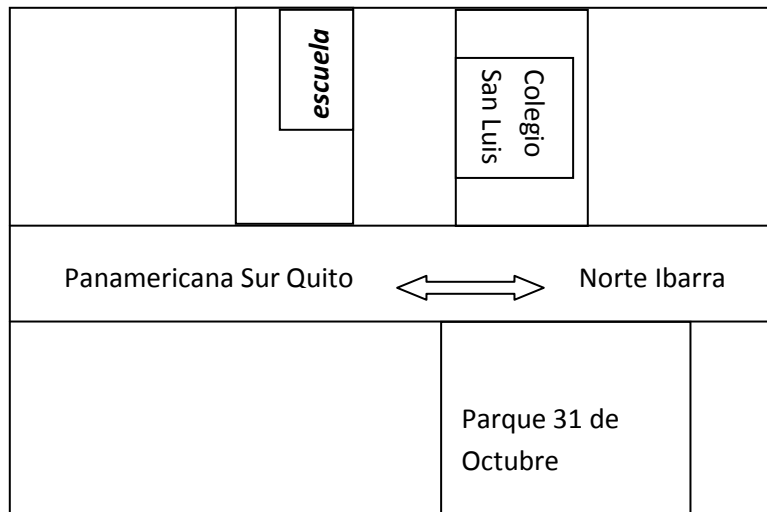 escuela
Colegio
San Luis
Panamericana Sur Quito
Norte Ibarra
Parque 31 de
Octubre